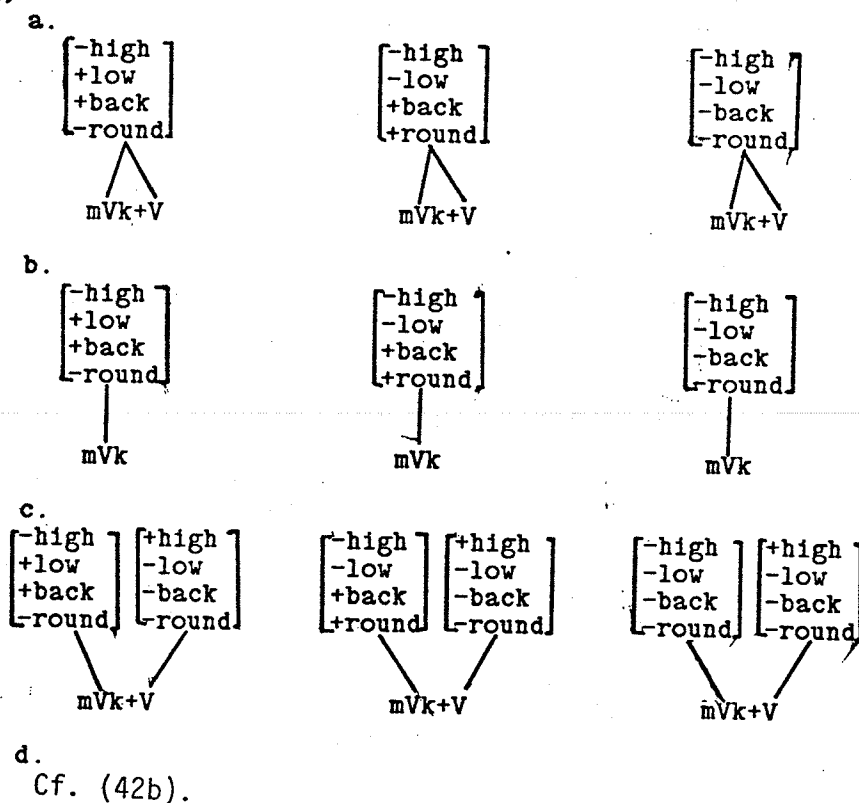 a.
[-high [-high [-high
+low -low -low
+back +back -back
-round] +round] -round]
mVk+V mVk+V mVk+V
b.
[-high [-high [-high
+low -low -low
+back +back -back
-round] +round] -round]
mVk mVk mVk
c.
[-high [+high [-high [+high [-high [+high
+low -low -low -low -low -low
+back -back +back -back -back -back
-round] -round] +round] -round] -round] -round]
mVk+V mVk+V mVk+V
d.
Cf. (42b).